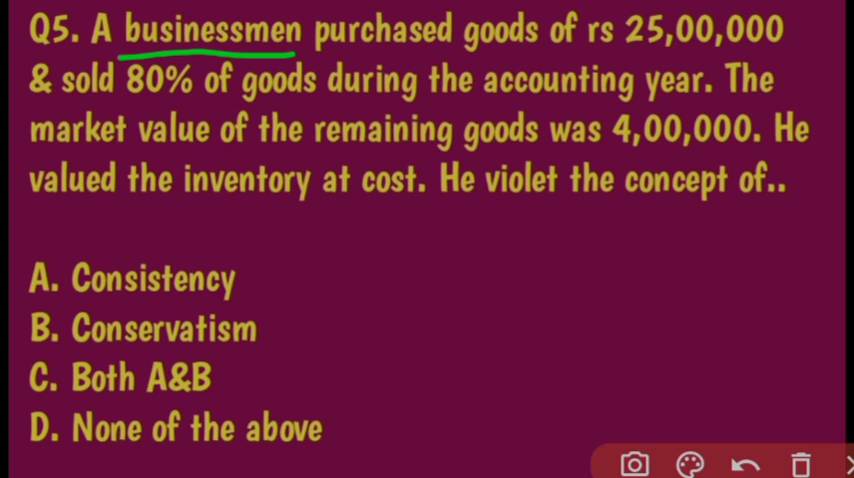 Q5. A businessmen purchased goods of rs 25,00,000
& sold 80% of goods during the accounting year. The
market value of the remaining goods was 4,00,000. He
valued the inventory at cost. He violet the concept of..
A. Consistency
B. Conservatism
C. Both A&B
D. None of the above